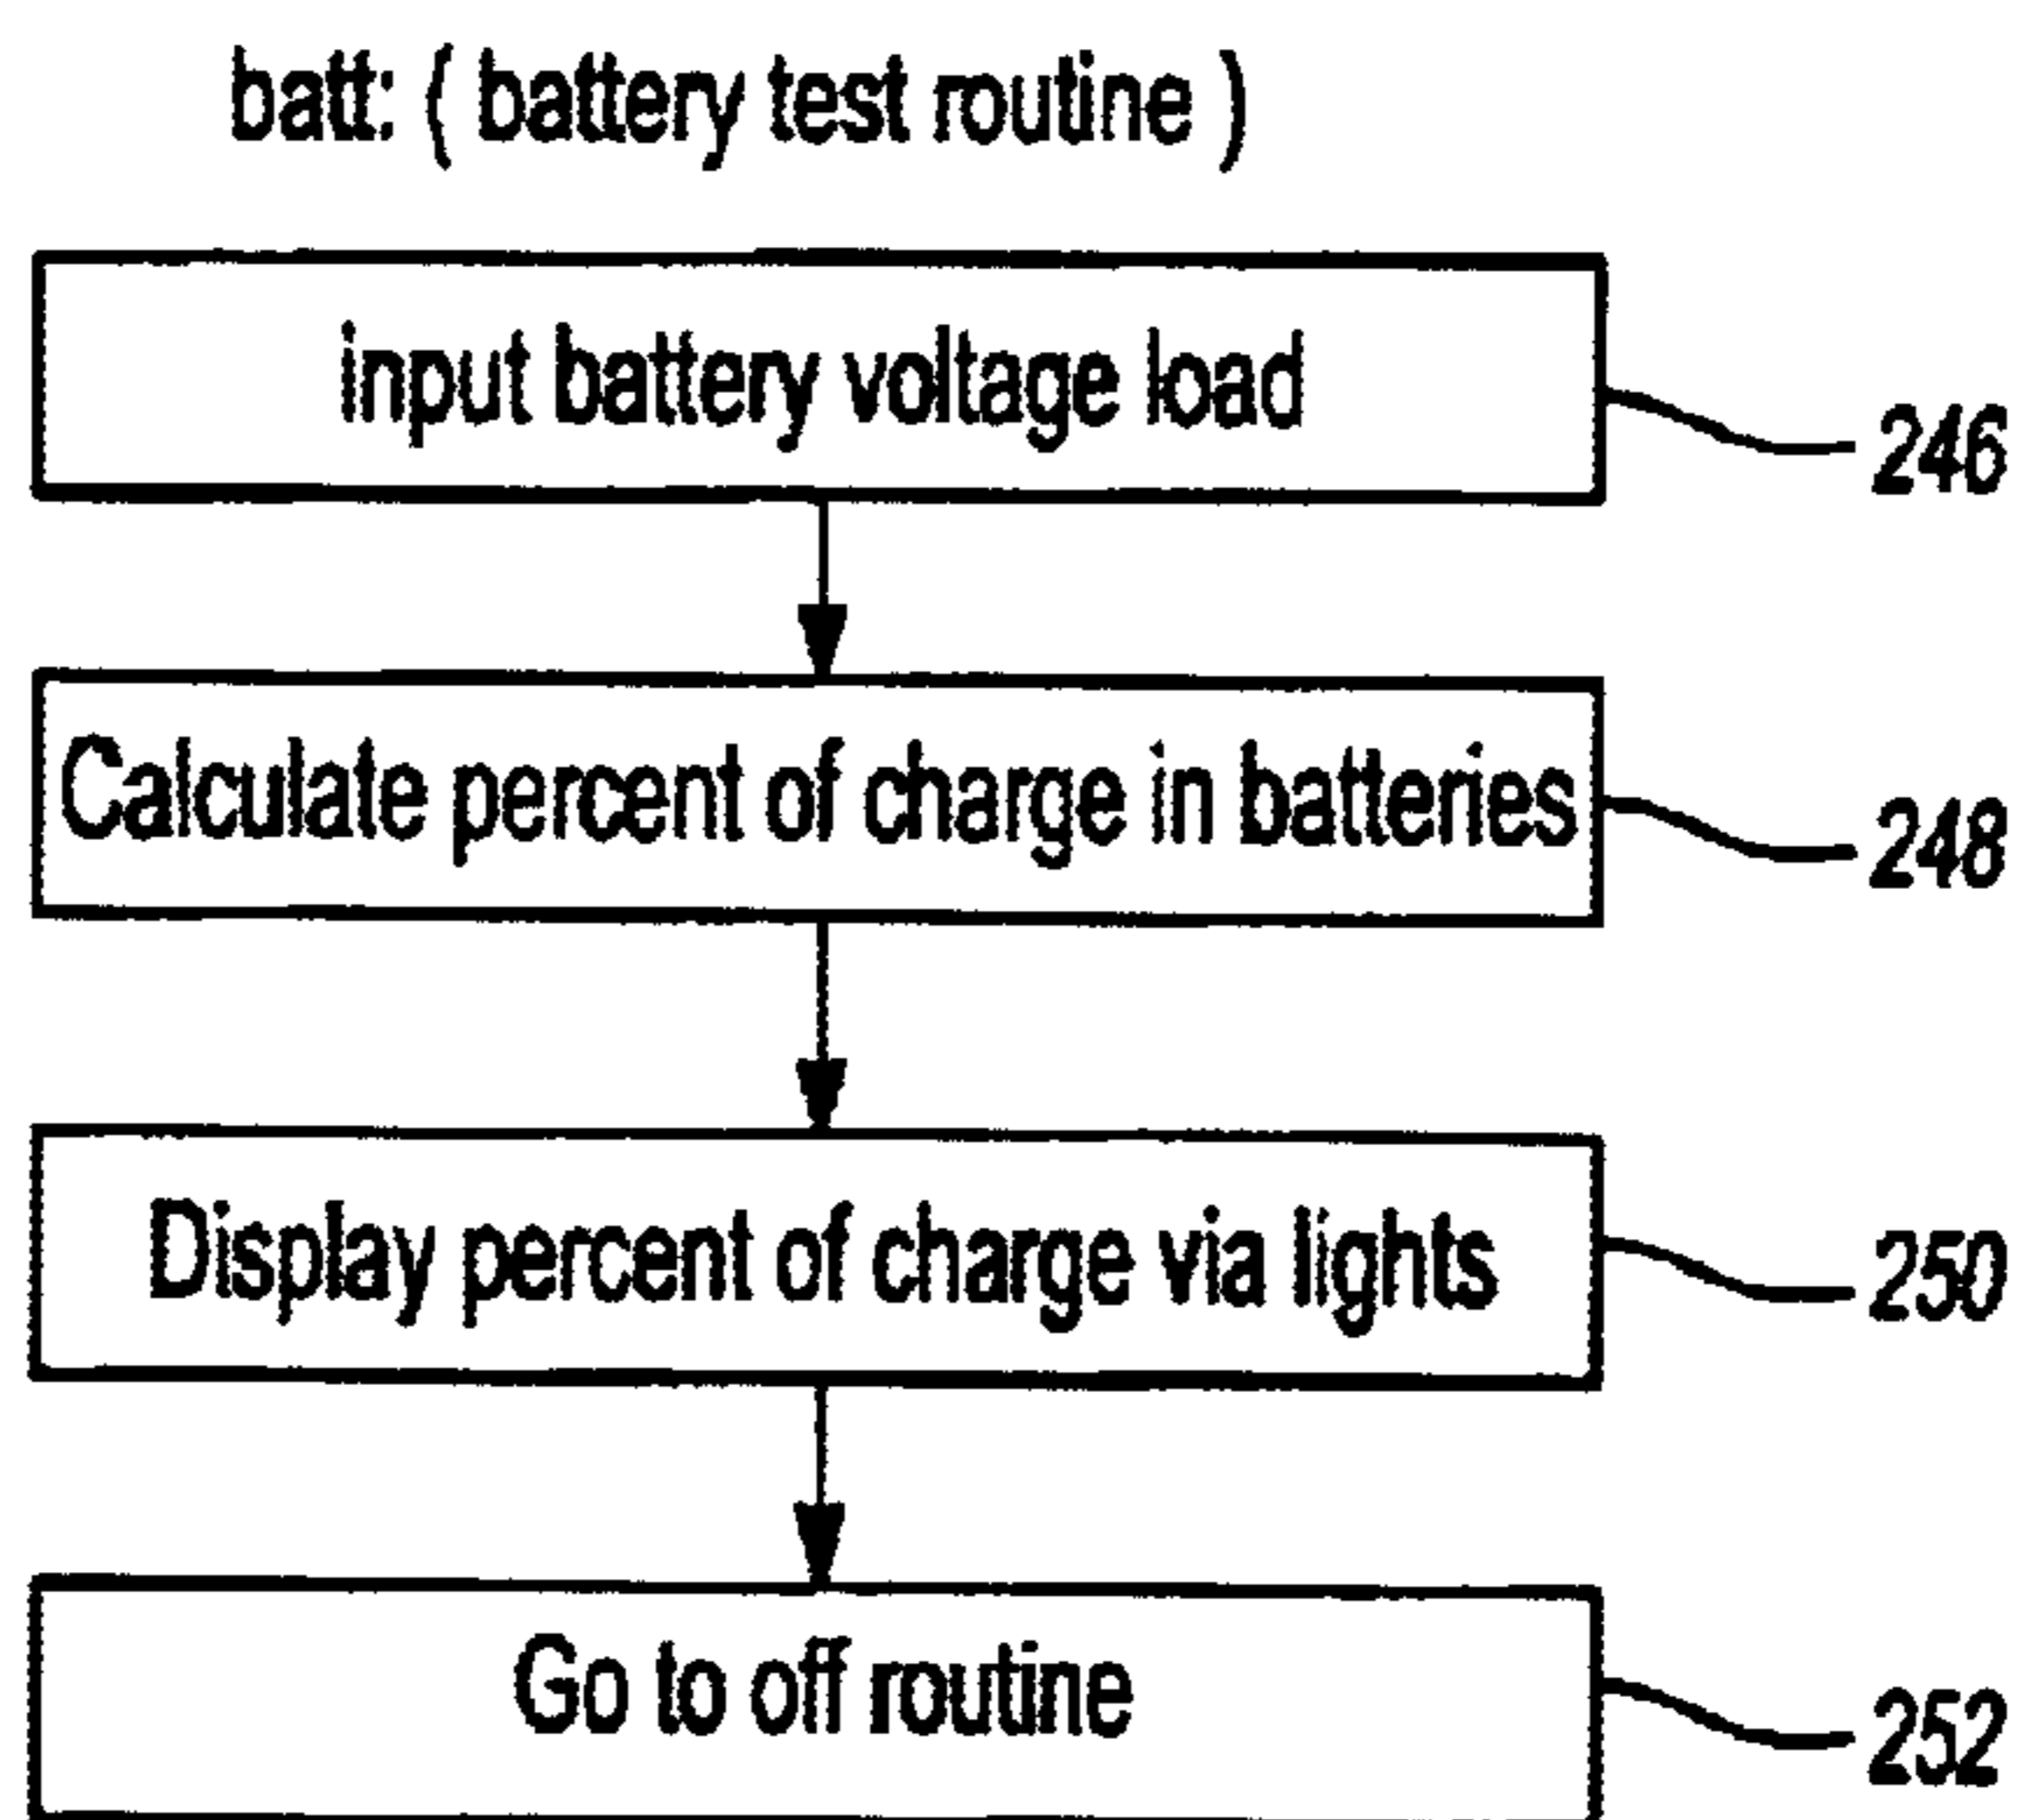 batt: ( battery test routine )
input battery voltage load
246
Calculate percent of charge in batteries
248
Display percent of charge via lights
250
Go to off routine
252